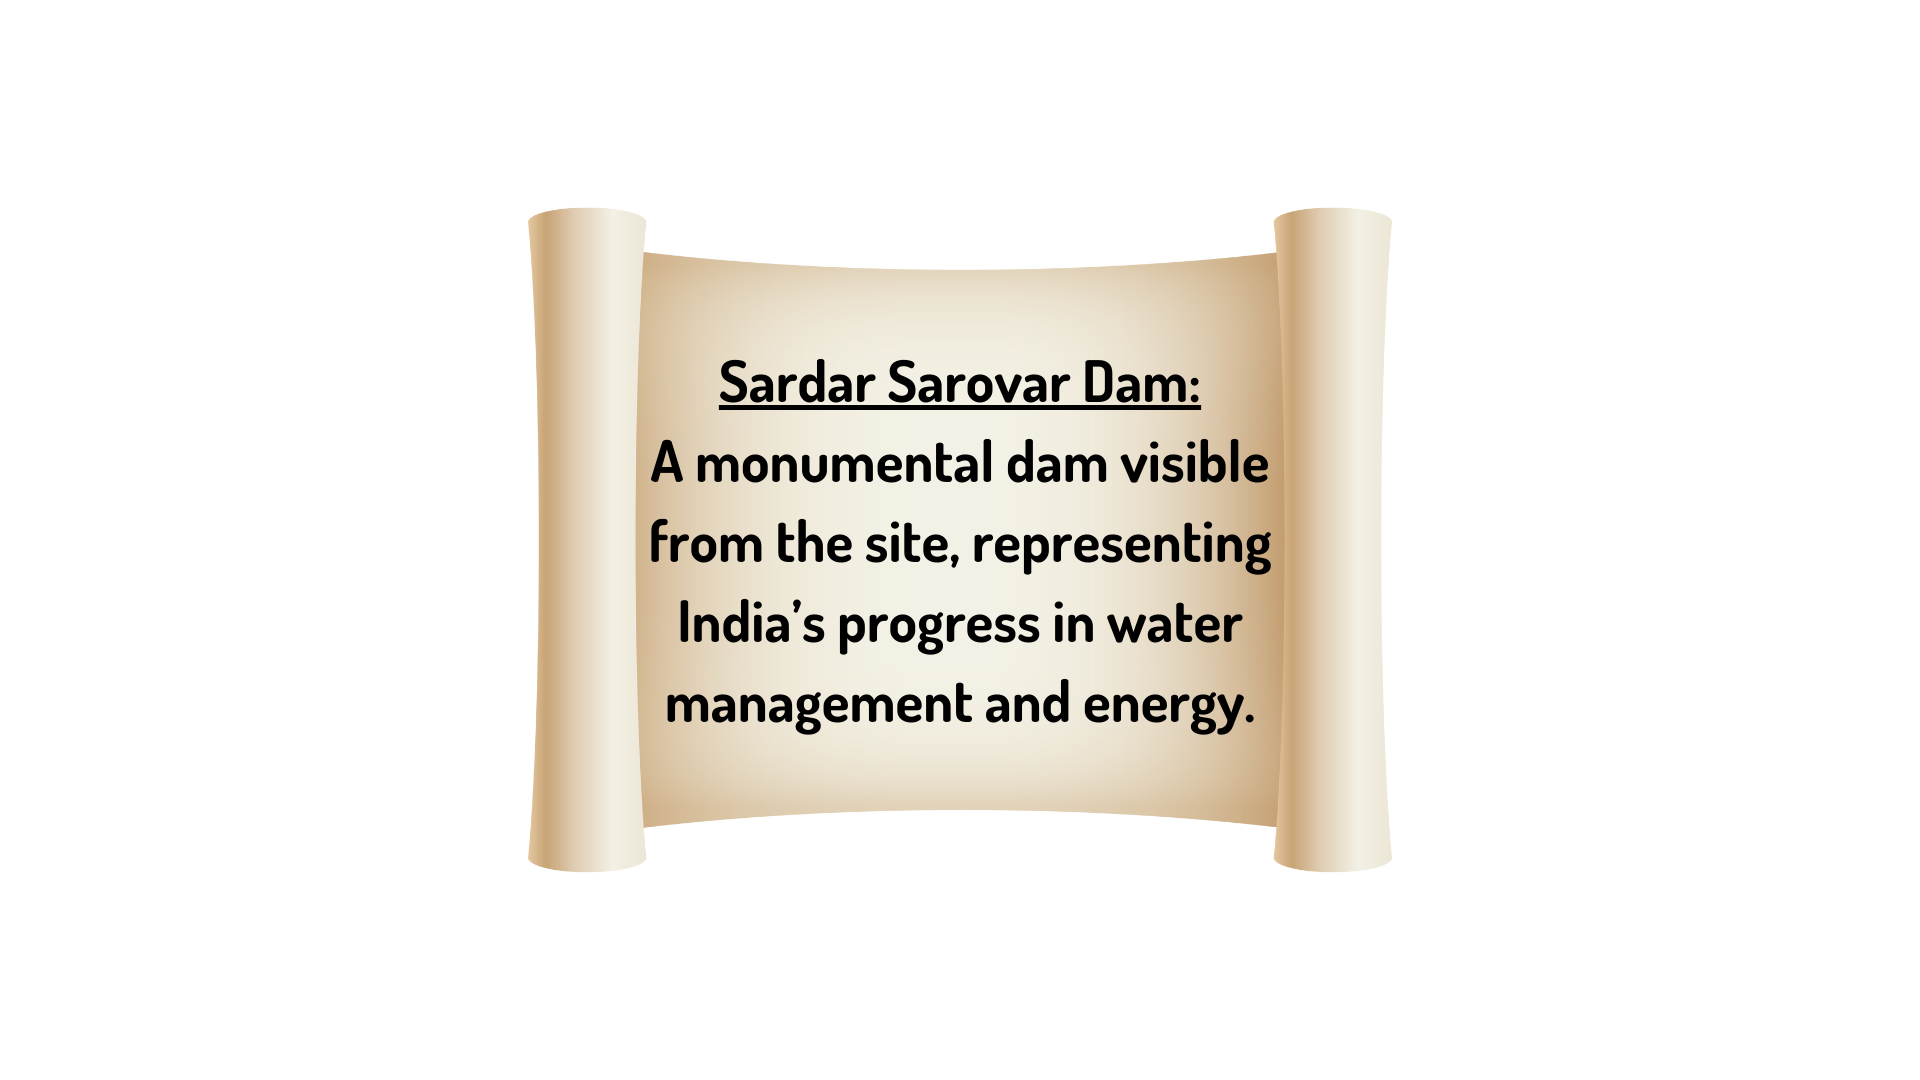 Sardar Sarovar Dam:
A monumental dam visible
from the site, representing
India’s progress in water
management and energy.